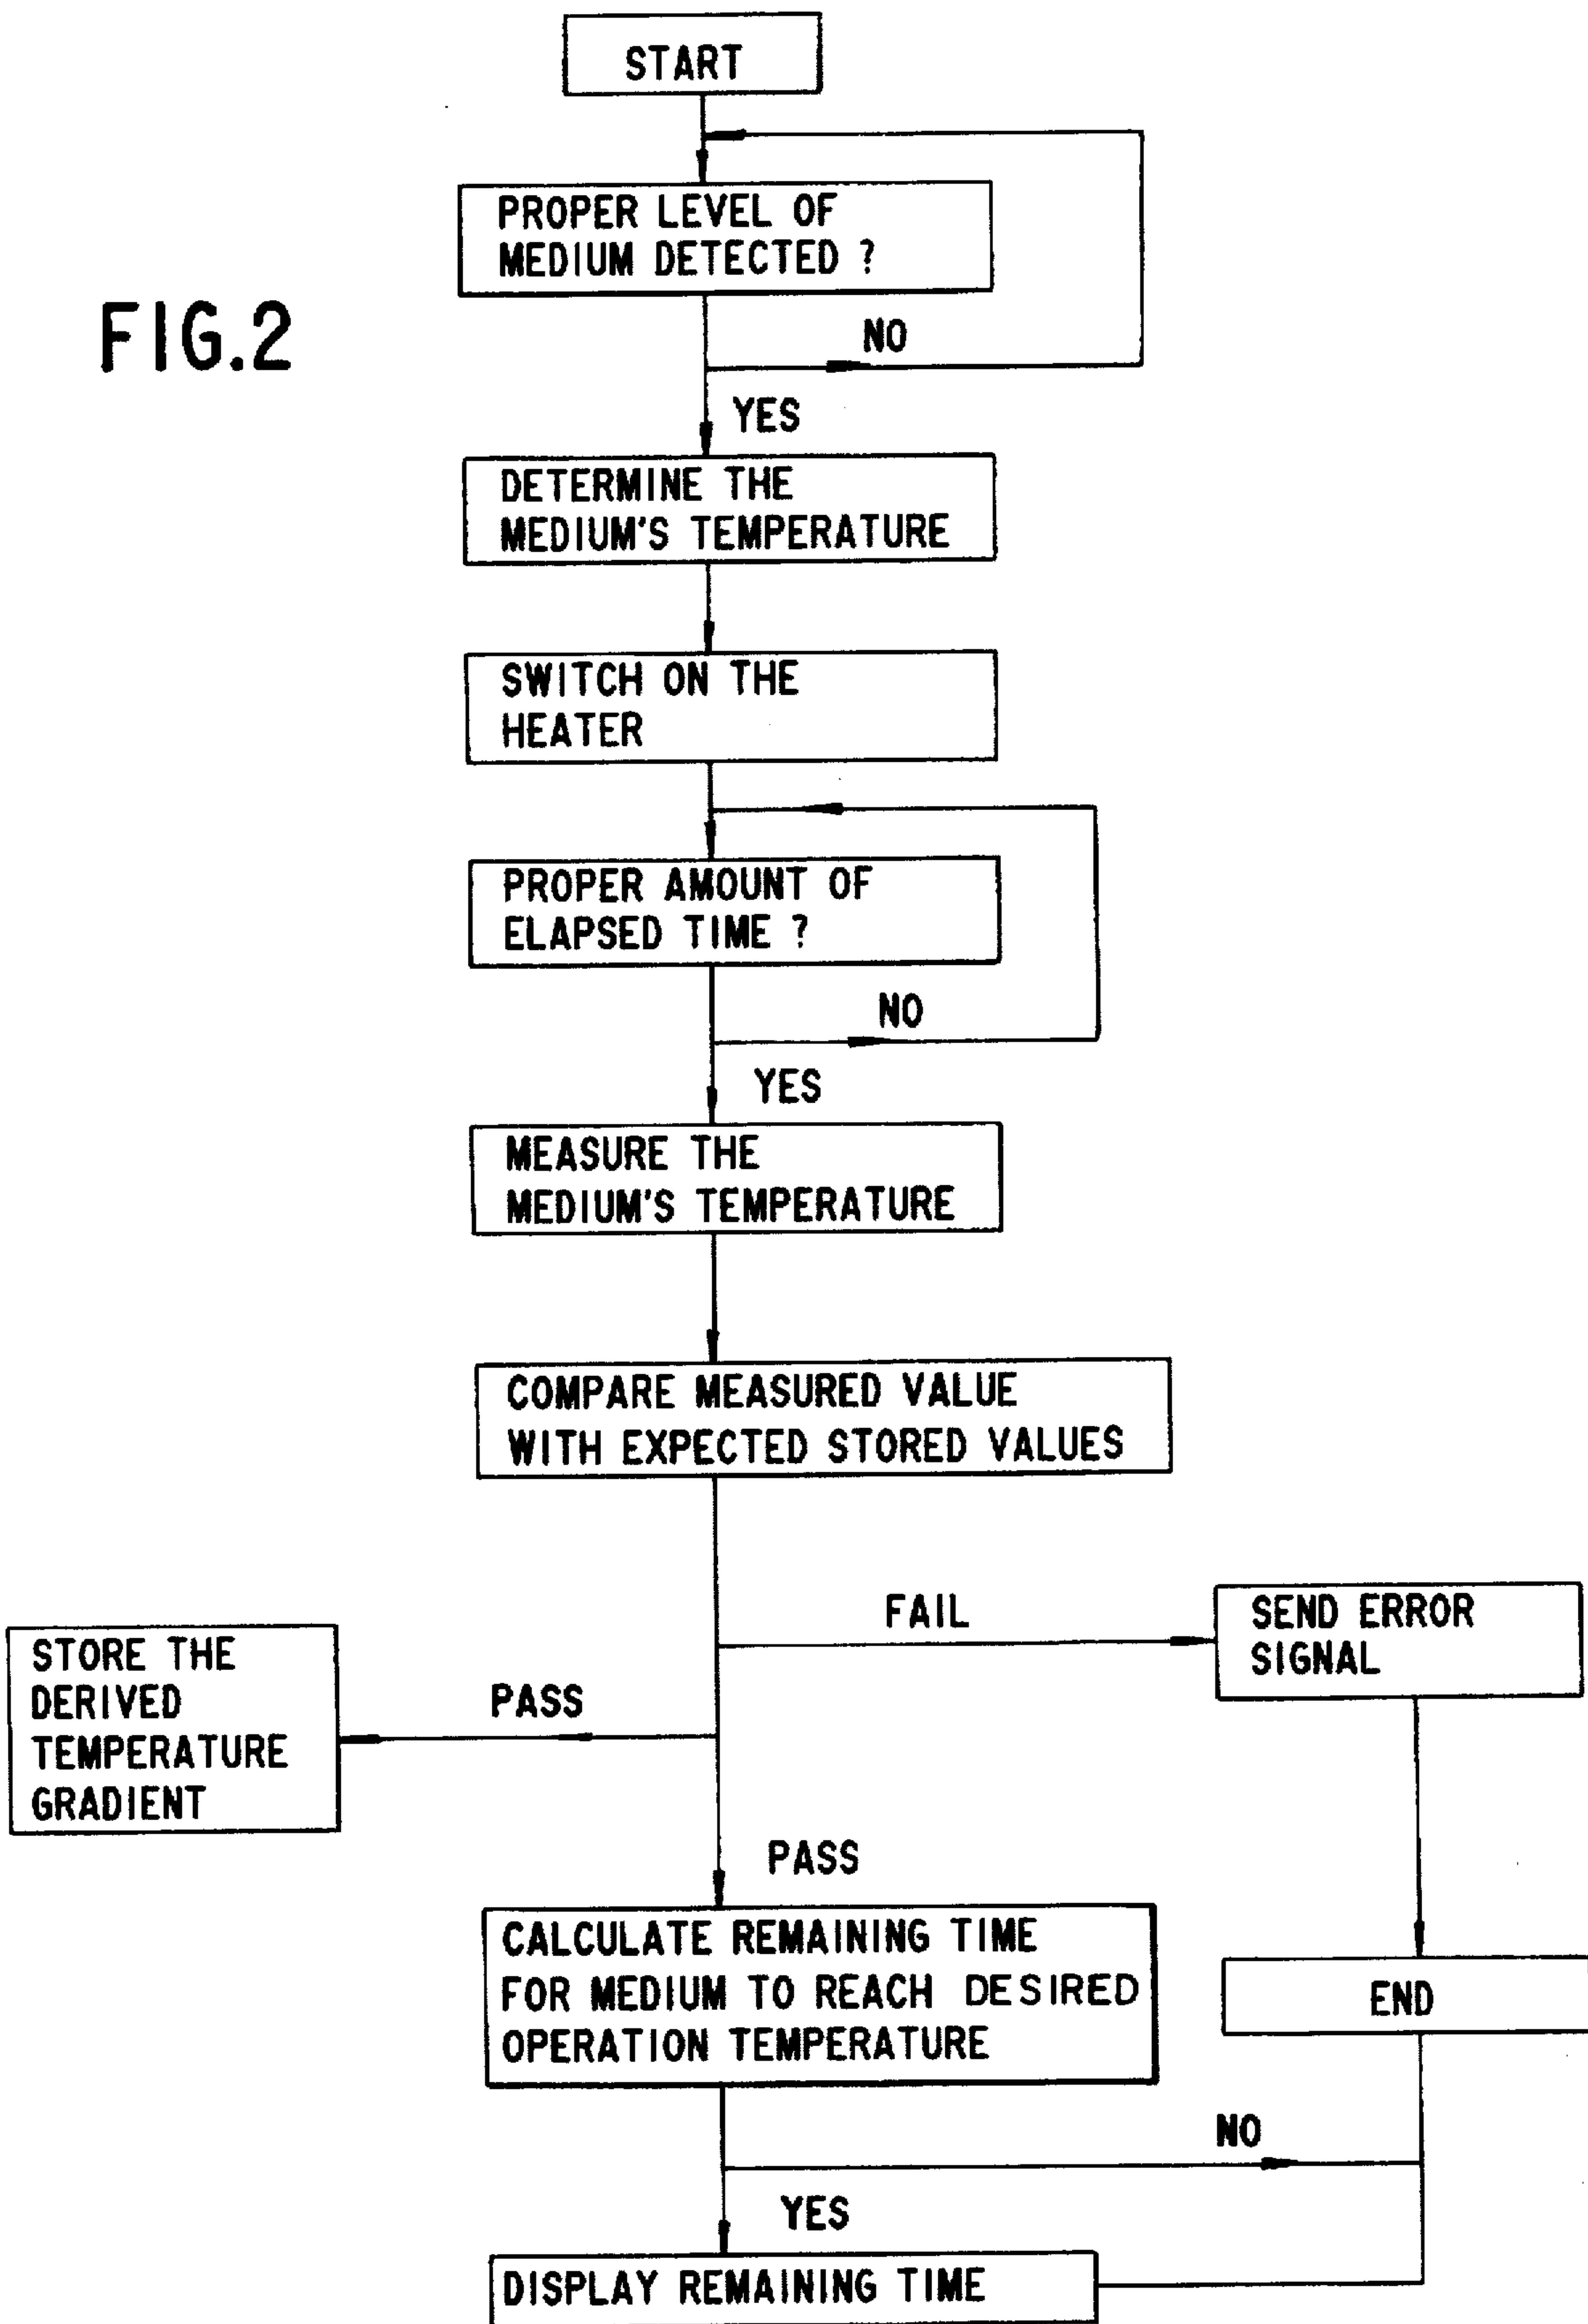 START
PROPER LEVEL OF
MEDIUM DETECTED ?
FIG.2
NO
YES
DETERMINE THE
MEDIUM'S TEMPERATURE
SWITCH ON THE
HEATER
PROPER AMOUNT OF
ELAPSED TIME ?
NO
YES
MEASURE THE
MEDIUM'S TEMPERATURE
COMPARE MEASURED VALUE
WITH EXPECTED STORED VALUES
FAIL
SEND ERROR
SIGNAL
STORE THE
DERIVED
TEMPERATURE
GRADIENT
PASS
PASS
CALCULATE REMAINING TIME
FOR MEDIUM TO REACH DESIRED
OPERATION TEMPERATURE
END
NO
YES
DISPLAY REMAINING TIME